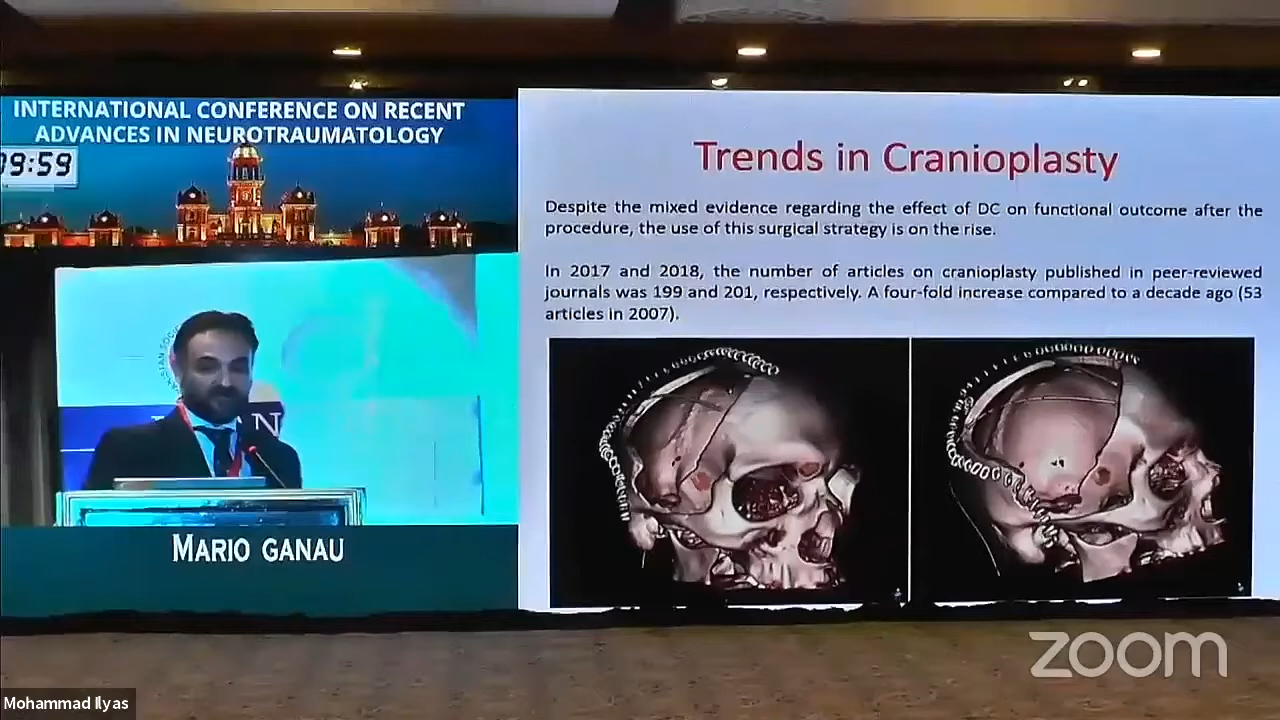 INTERNATIONAL CONFERENCE ON RECENT
ADVANCES IN NEUROTRAUMATOLOGY
09:59
MARIO GANAU
Trends in Cranioplasty
Despite the mixed evidence regarding the effect of DC on functional outcome after the
procedure, the use of this surgical strategy is on the rise.
In 2017 and 2018, the number of articles on cranioplasty published in peer-reviewed
journals was 199 and 201, respectively. A four-fold increase compared to a decade ago (53
articles in 2007).
zoom
Mohammad Ilyas